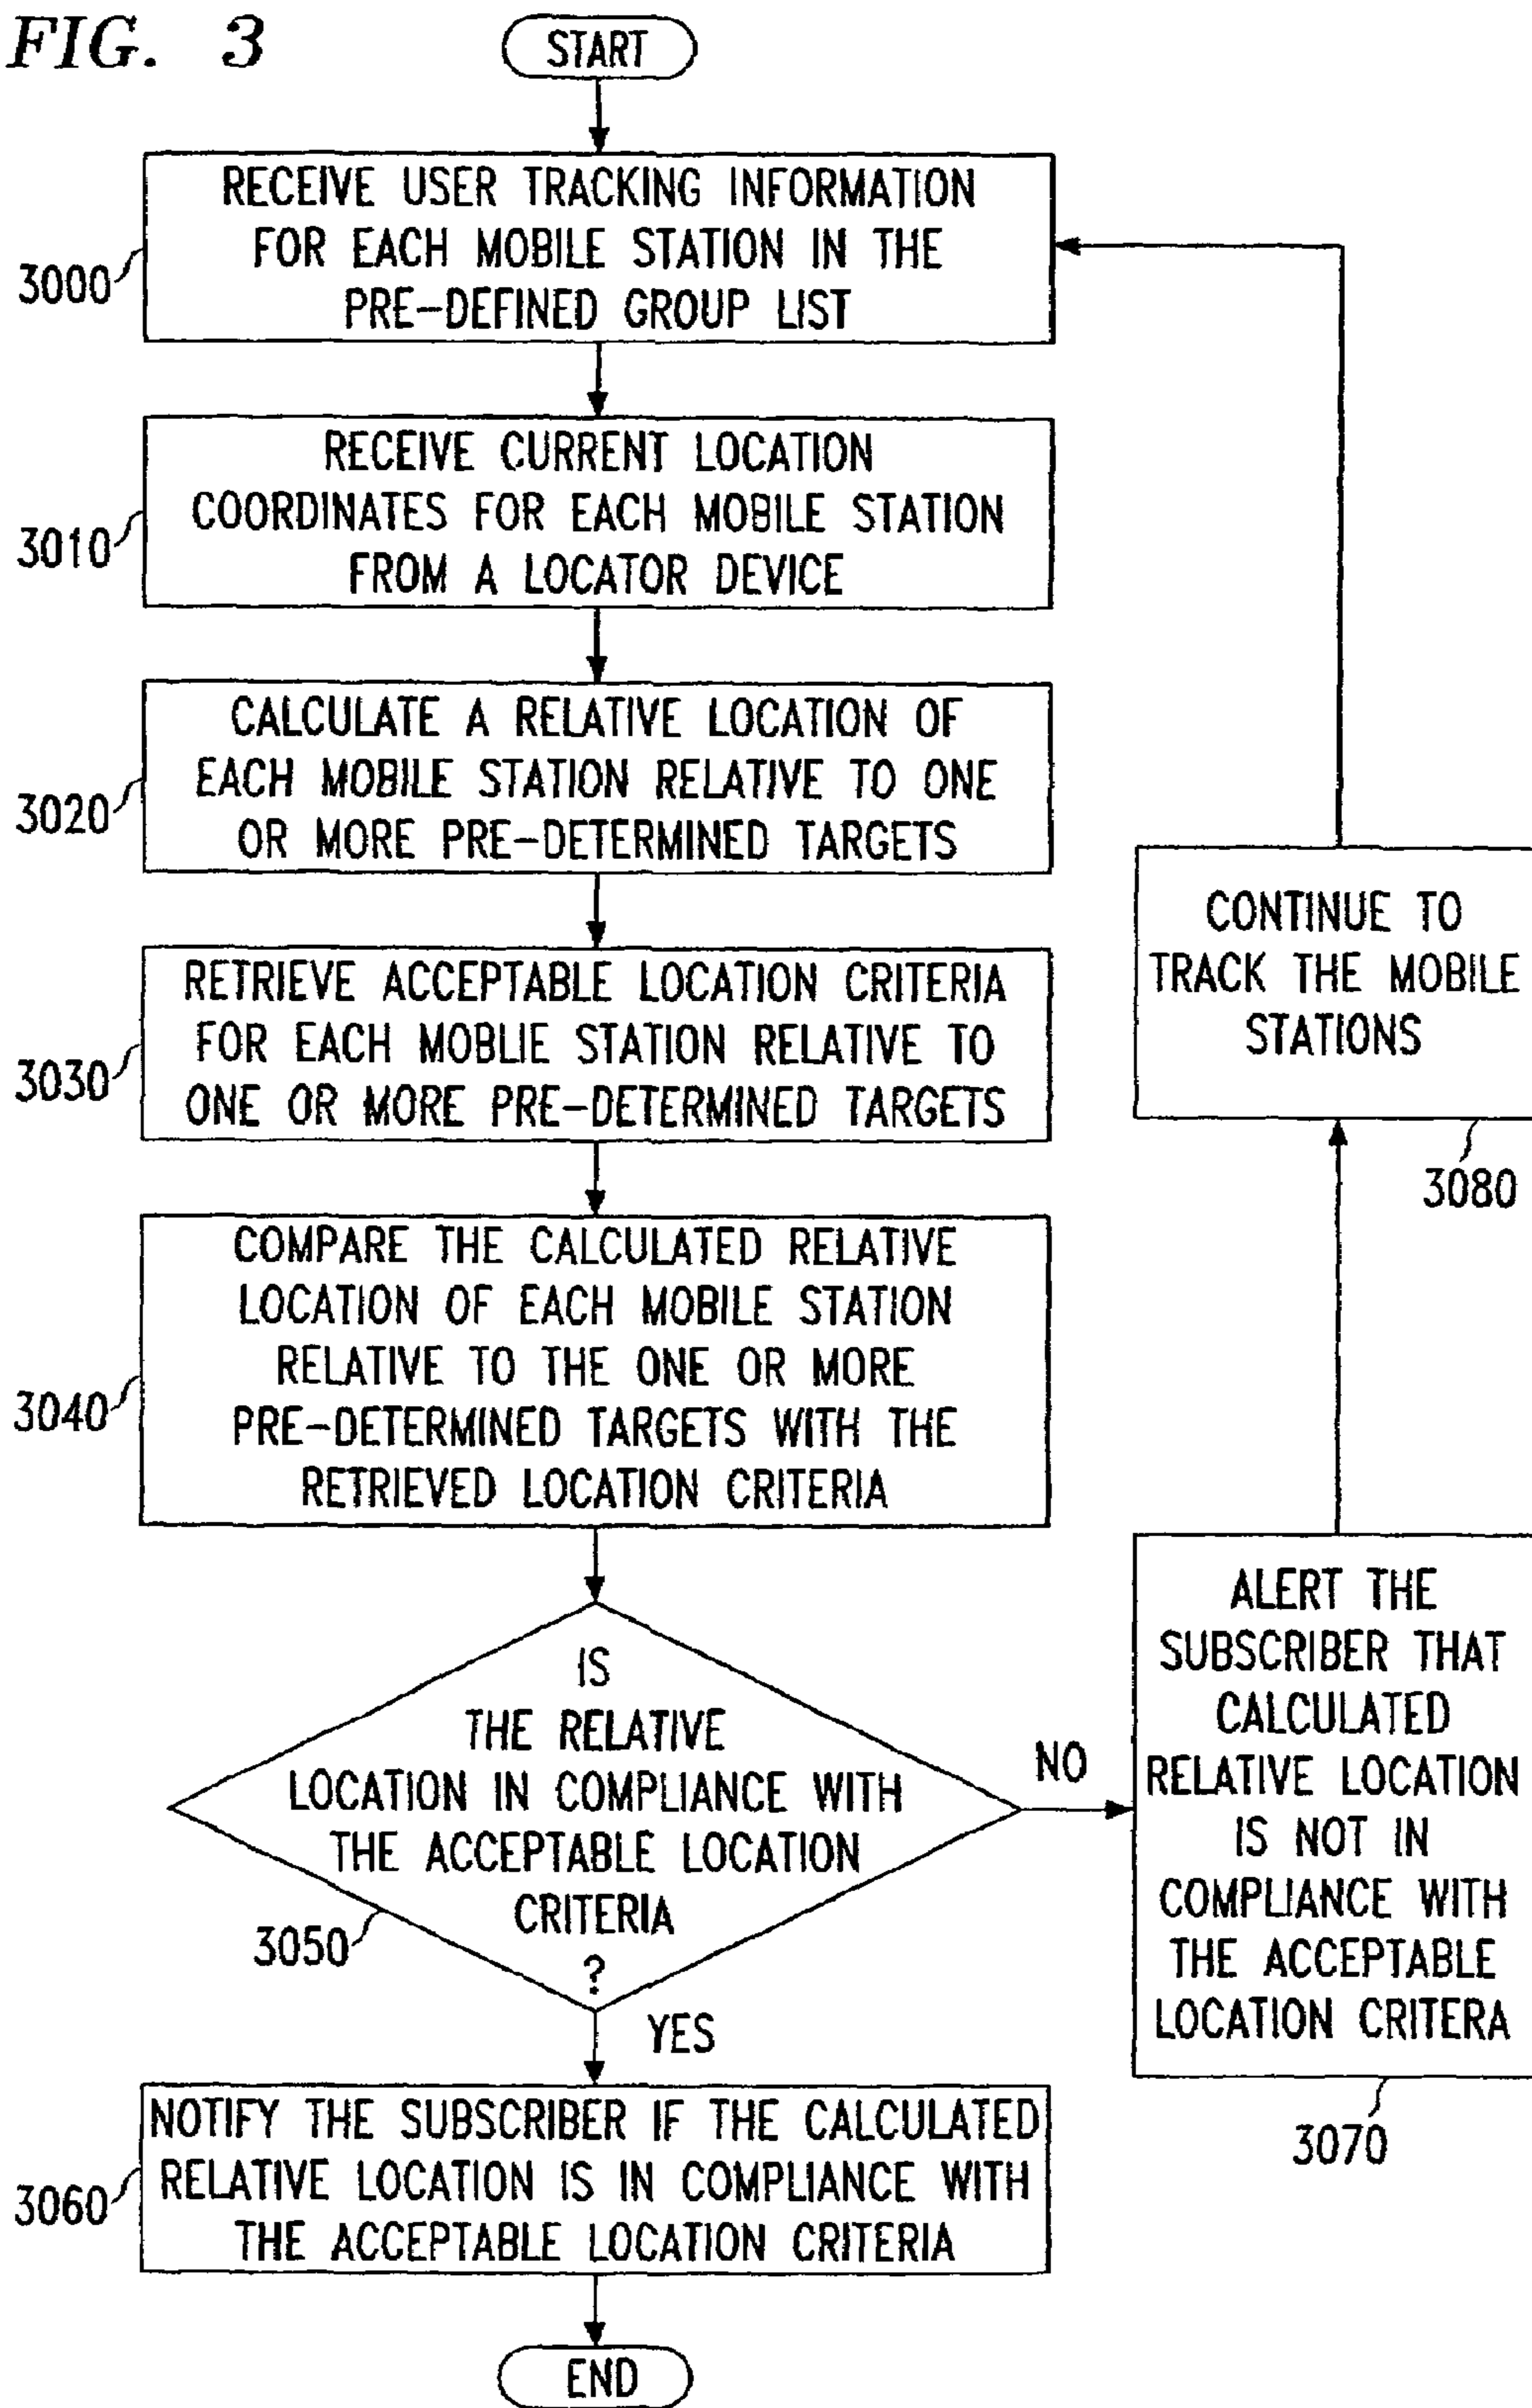 FIG. 3
START
RECEIVE USER TRACKING INFORMATION
FOR EACH MOBILE STATION IN THE
PRE-DEFINED GROUP LIST
3000
RECEIVE CURRENT LOCATION
COORDINATES FOR EACH MOBILE STATION
FROM A LOCATOR DEVICE
3010
CALCULATE A RELATIVE LOCATION OF
EACH MOBILE STATION RELATIVE TO ONE
OR MORE PRE-DETERMINED TARGETS
3020
RETRIEVE ACCEPTABLE LOCATION CRITERIA
FOR EACH MOBLIE STATION RELATIVE TO
ONE OR MORE PRE-DETERMINED TARGETS
3030
COMPARE THE CALCULATED RELATIVE
LOCATION OF EACH MOBILE STATION
RELATIVE TO THE ONE OR MORE
PRE-DETERMINED TARGETS WITH THE
RETRIEVED LOCATION CRITERIA
3040
IS
THE RELATIVE
LOCATION IN COMPLIANCE WITH
THE ACCEPTABLE LOCATION
CRITERIA
?
3050
YES
NO
NOTIFY THE SUBSCRIBER IF THE CALCULATED
RELATIVE LOCATION IS IN COMPLIANCE WITH
THE ACCEPTABLE LOCATION CRITERIA
3060
END
ALERT THE
SUBSCRIBER THAT
CALCULATED
RELATIVE LOCATION
IS NOT IN
COMPLIANCE WITH
THE ACCEPTABLE
LOCATION CRITERA
3070
CONTINUE TO
TRACK THE MOBILE
STATIONS
3080